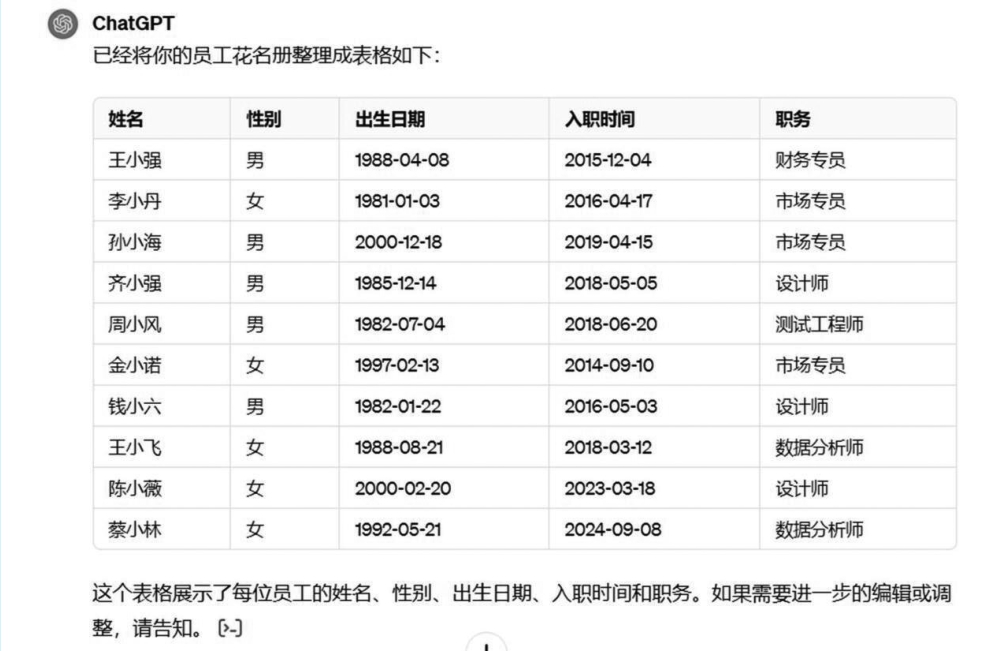 ChatGPT
已经将你的员工花名册整理成表格如下：
姓名 性别 出生日期 入职时间 职务
王小强 男 1988-04-08 2015-12-04 财务专员
李小丹 女 1981-01-03 2016-04-17 市场专员
孙小海 男 2000-12-18 2019-04-15 市场专员
齐小强 男 1985-12-14 2018-05-05 设计师
周小风 男 1982-07-04 2018-06-20 测试工程师
金小诺 女 1997-02-13 2014-09-10 市场专员
钱小六 男 1982-01-22 2016-05-03 设计师
王小飞 女 1988-08-21 2018-03-12 数据分析师
陈小薇 女 2000-02-20 2023-03-18 设计师
蔡小林 女 1992-05-21 2024-09-08 数据分析师
这个表格展示了每位员工的姓名、性别、出生日期、入职时间和职务。如果需要进一步的编辑或调
整，请告知。 [>-]